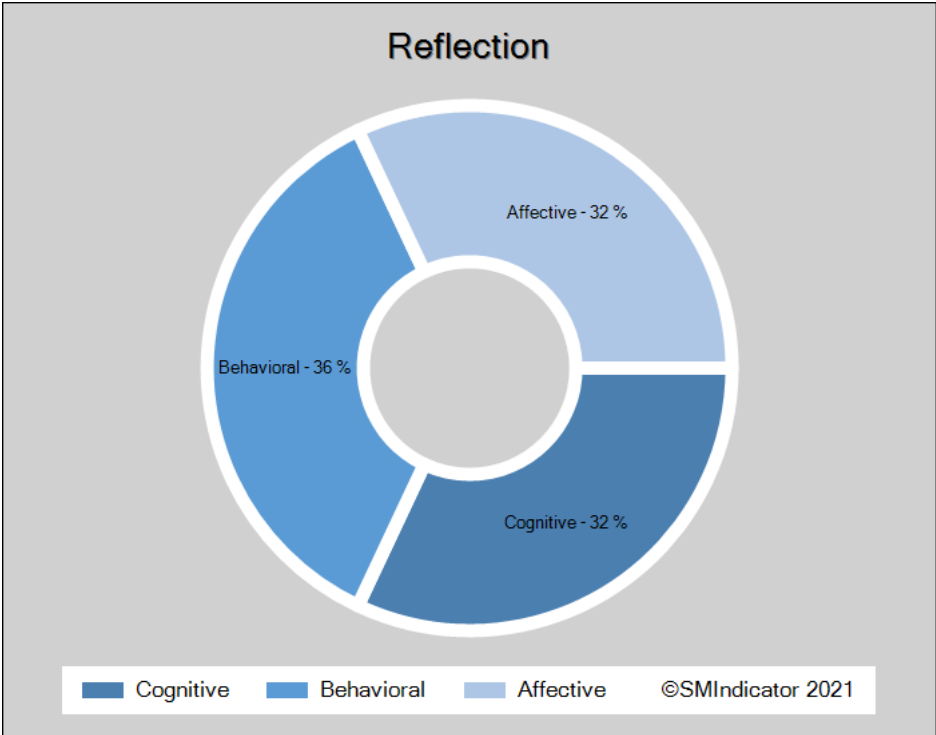 Reflection
Affective - 32 %
Behavioral - 36 %
Cognitive - 32 %
Cognitive Behavioral Affective ©SMIndicator 2021